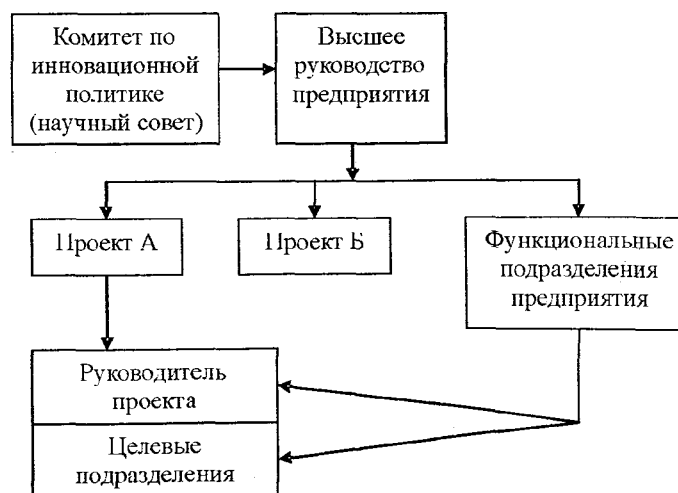 Комитет по
инновационной
политике
(научный совет)
Высшее
руководство
предприятия
Проект А
Проект Б
Функциональные
подразделения
предприятия
Руководитель
проекта
Целевые
подразделения